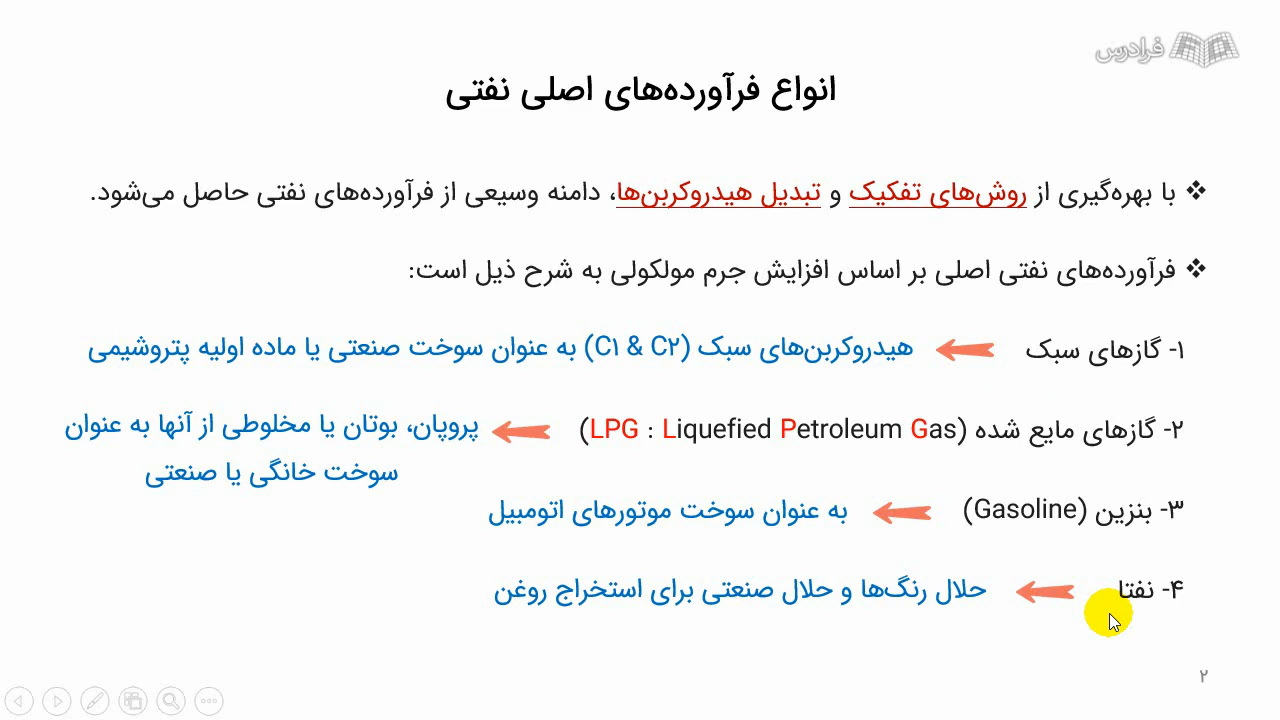 فرادرس
انواع فرآورده‌های اصلی نفتی
❖ با بهره‌گیری از روش‌های تفکیک و تبدیل هیدروکربن‌ها، دامنه وسیعی از فرآورده‌های نفتی حاصل می‌شود.
❖ فرآورده‌های نفتی اصلی بر اساس افزایش جرم مولکولی به شرح ذیل است:
۱- گازهای سبک هیدروکربن‌های سبک (C۱ & C۲) به عنوان سوخت صنعتی یا ماده اولیه پتروشیمی
۲- گازهای مایع شده (LPG : Liquefied Petroleum Gas) پروپان، بوتان یا مخلوطی از آنها به عنوان
سوخت خانگی یا صنعتی
۳- بنزین (Gasoline) به عنوان سوخت موتورهای اتومبیل
۴- نفتا حلال رنگ‌ها و حلال صنعتی برای استخراج روغن
۲